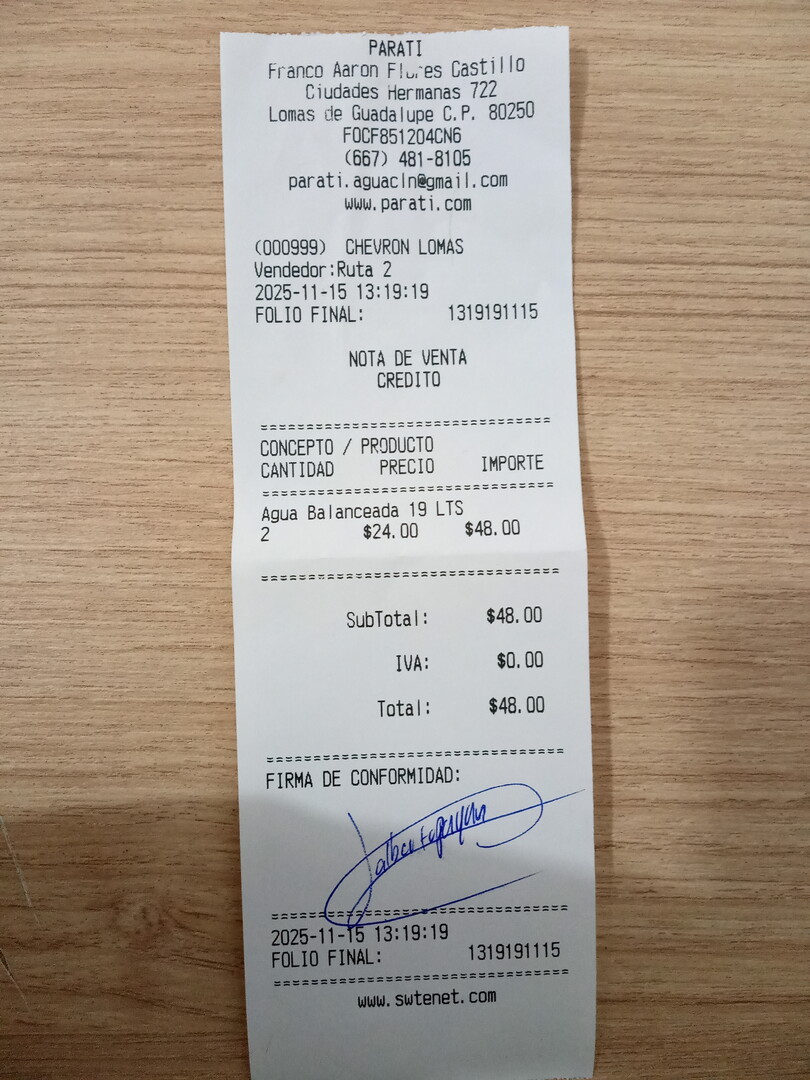 PARATI
Franco Aaron Flores Castillo
Ciudades Hermanas 722
Lomas de Guadalupe C.P. 80250
FOCF851204CN6
(667) 481-8105
parati.aguacln@gmail.com
www.parati.com
(000999) CHEVRON LOMAS
Vendedor:Ruta 2
2025-11-15 13:19:19
FOLIO FINAL: 1319191115
NOTA DE VENTA
CREDITO
CONCEPTO / PRODUCTO
CANTIDAD PRECIO IMPORTE
Agua Balanceada 19 LTS
2 $24.00 $48.00
SubTotal: $48.00
IVA: $0.00
Total: $48.00
FIRMA DE CONFORMIDAD:
2025-11-15 13:19:19
FOLIO FINAL: 1319191115
www.swtenet.com